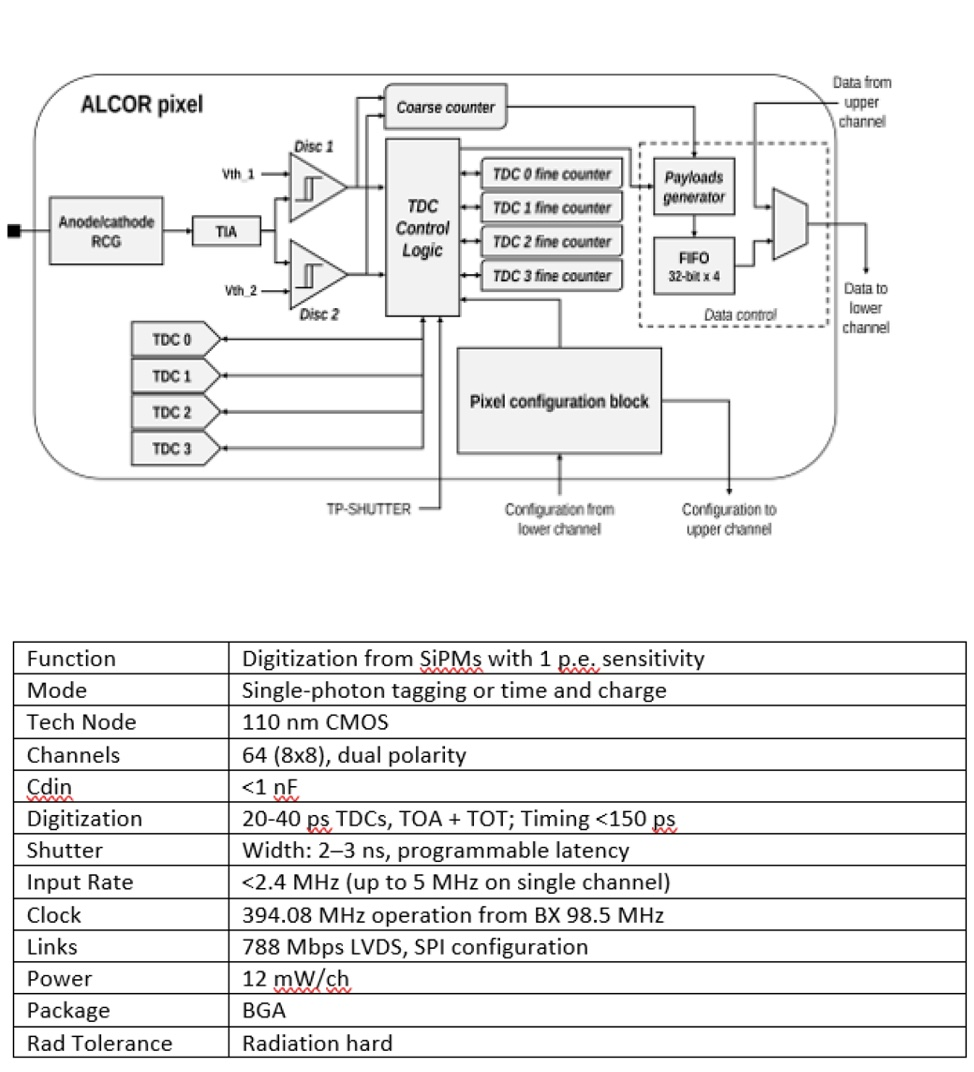 ALCOR pixel
Coarse counter
Data from
upper
channel
Disc 1
Vth_1
Anode/cathode
RCG
TIA
TDC
Control
Logic
TDC 0 fine counter
TDC 1 fine counter
TDC 2 fine counter
TDC 3 fine counter
Payloads
generator
FIFO
32-bit x 4
Data control
Vth_2
Disc 2
Data to
lower
channel
TDC 0
TDC 1
TDC 2
TDC 3
Pixel configuration block
TP-SHUTTER
Configuration from
lower channel
Configuration to
upper channel
Function Digitization from SiPMs with 1 p.e. sensitivity
Mode Single-photon tagging or time and charge
Tech Node 110 nm CMOS
Channels 64 (8x8), dual polarity
Cdin <1 nF
Digitization 20-40 ps TDCs, TOA + TOT; Timing <150 ps
Shutter Width: 2–3 ns, programmable latency
Input Rate <2.4 MHz (up to 5 MHz on single channel)
Clock 394.08 MHz operation from BX 98.5 MHz
Links 788 Mbps LVDS, SPI configuration
Power 12 mW/ch
Package BGA
Rad Tolerance Radiation hard